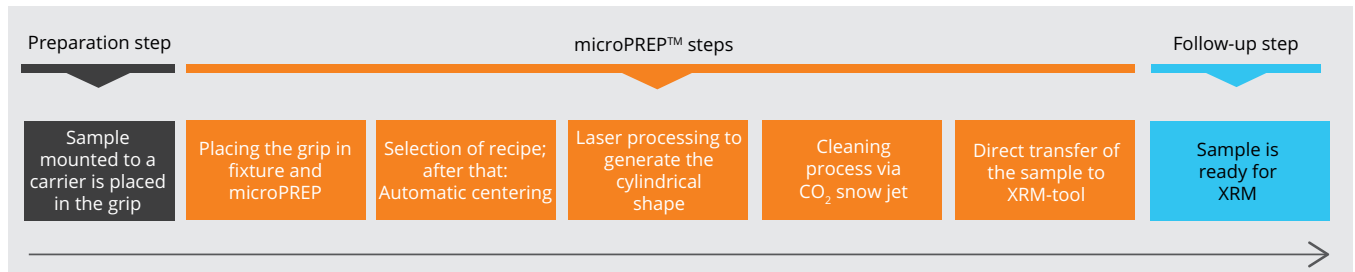 Preparation step
microPREP™ steps
Follow-up step
Sample
mounted to a
carrier is placed
in the grip
Placing the grip in
fixture and
microPREP
Selection of recipe;
after that:
Automatic centering
Laser processing to
generate the
cylindrical
shape
Cleaning
process via
CO₂ snow jet
Direct transfer of
the sample to
XRM-tool
Sample is
ready for
XRM